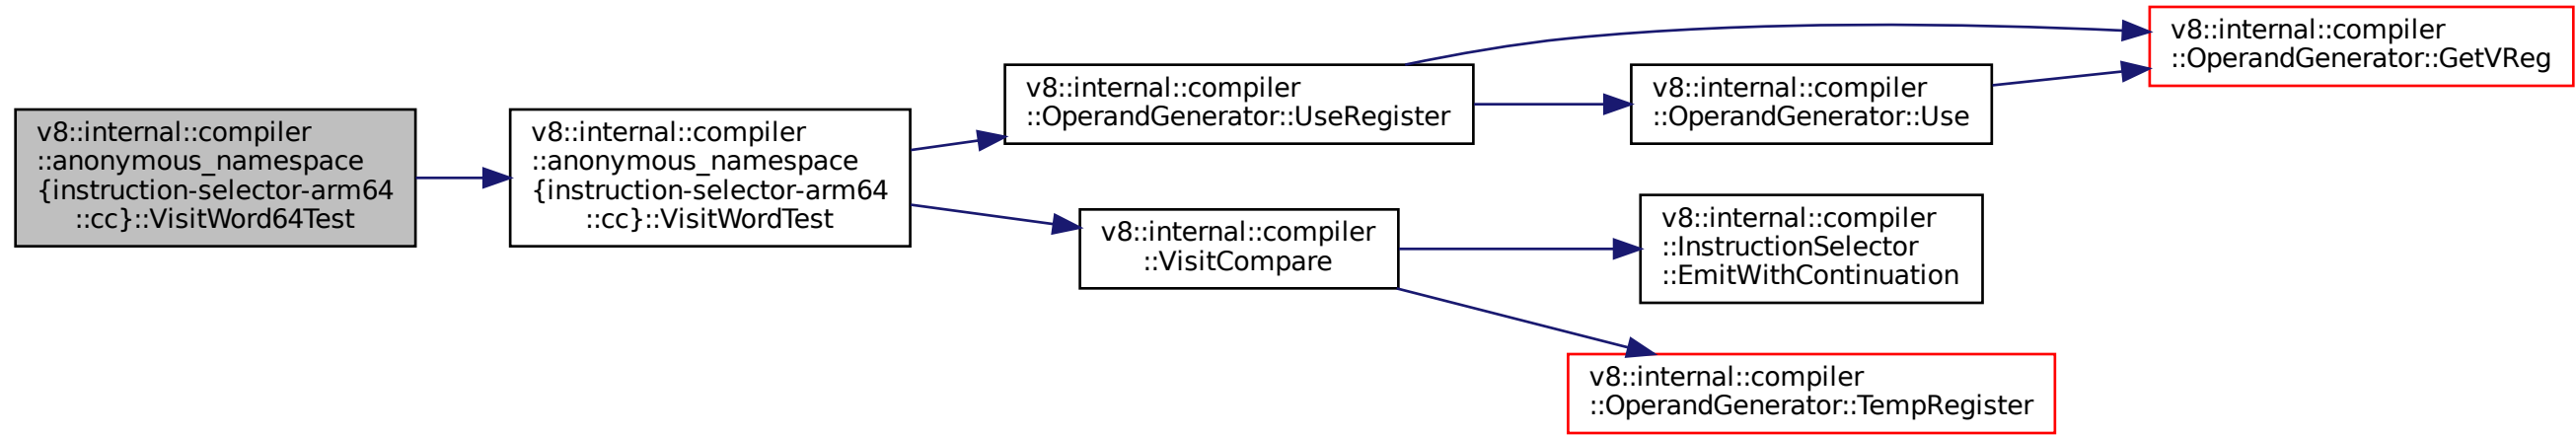 v8::internal::compiler
::anonymous_namespace
{instruction-selector-arm64
::cc}::VisitWord64Test
v8::internal::compiler
::anonymous_namespace
{instruction-selector-arm64
::cc}::VisitWordTest
v8::internal::compiler
::OperandGenerator::UseRegister
v8::internal::compiler
::VisitCompare
v8::internal::compiler
::OperandGenerator::Use
v8::internal::compiler
::OperandGenerator::GetVReg
v8::internal::compiler
::InstructionSelector
::EmitWithContinuation
v8::internal::compiler
::OperandGenerator::TempRegister